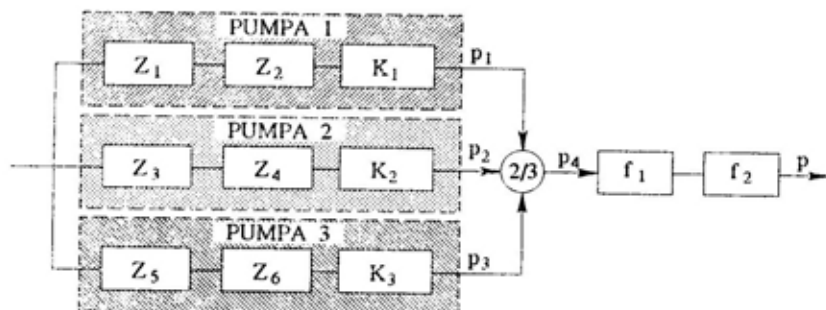 PUMPA 1
Z₁ Z₂ K₁ p₁
PUMPA 2
Z₃ Z₄ K₂ p₂ 2/3 p₄ f₁ f₂ p
PUMPA 3
Z₅ Z₆ K₃ p₃